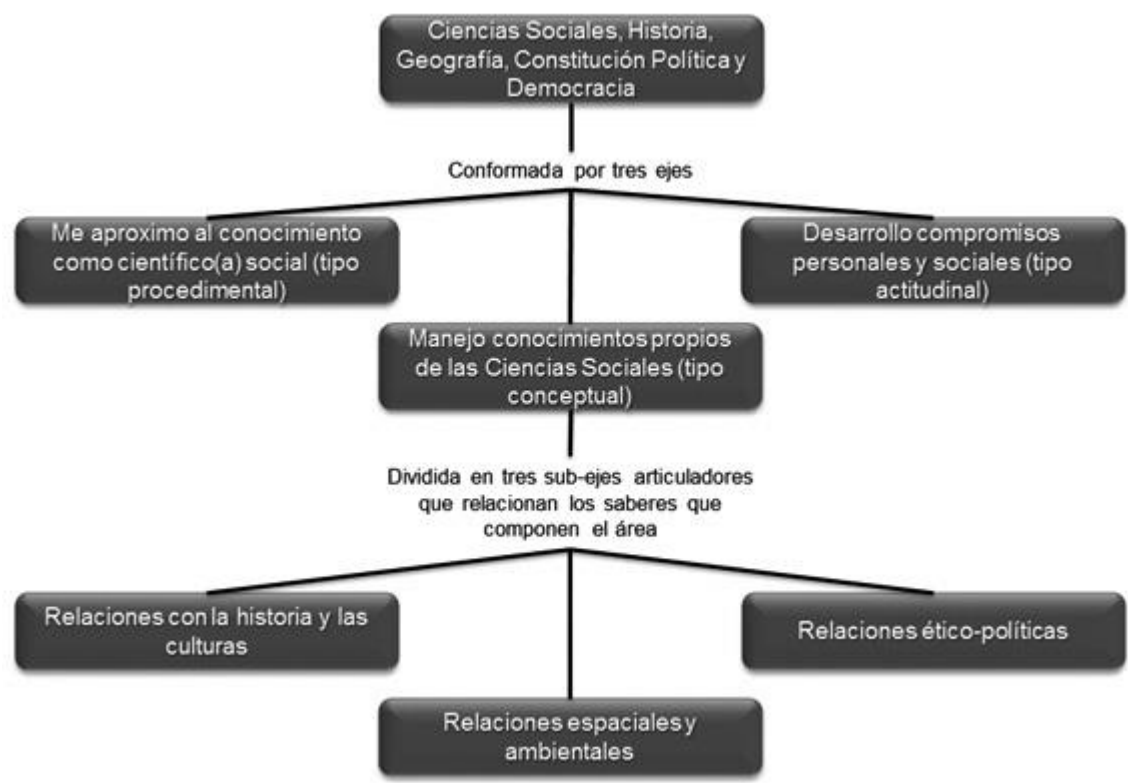 Ciencias Sociales, Historia,
Geografía, Constitución Política y
Democracia
Conformada por tres ejes
Me aproximo al conocimiento
como científico(a) social (tipo
procedimental)
Desarrollo compromisos
personales y sociales (tipo
actitudinal)
Manejo conocimientos propios
de las Ciencias Sociales (tipo
conceptual)
Dividida en tres sub-ejes articuladores
que relacionan los saberes que
componen el área
Relaciones con la historia y las
culturas
Relaciones ético-políticas
Relaciones espaciales y
ambientales